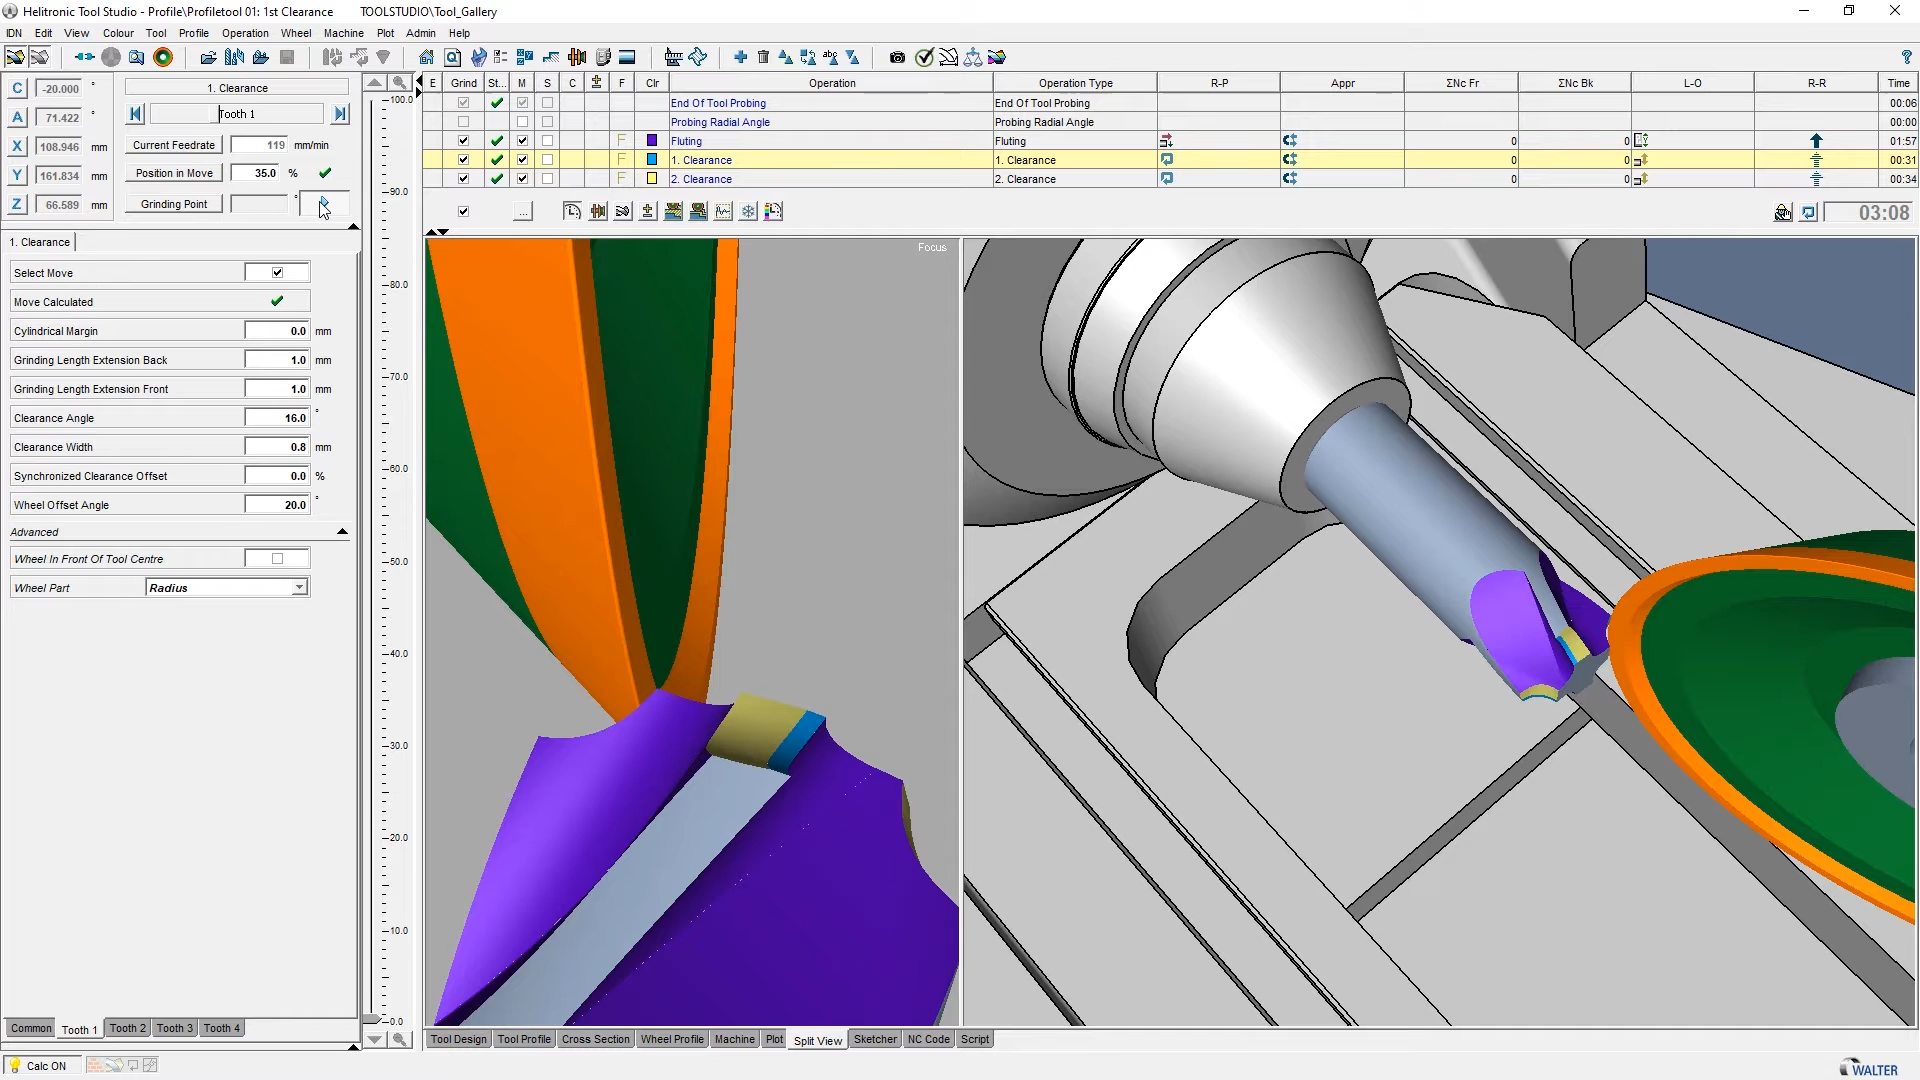 Helitronic Tool Studio - Profile\Profiletool 01: 1st Clearance TOOLSTUDIO\Tool_Gallery
IDN Edit View Colour Tool Profile Operation Wheel Machine Plot Admin Help
C -20.000 °
A 71.422 °
X 108.946 mm
Y 161.834 mm
Z 66.589 mm
1. Clearance
Tooth 1
Current Feedrate 119 mm/min
Position in Move 35.0 %
Grinding Point °
1. Clearance
Select Move
Move Calculated
Cylindrical Margin 0.0 mm
Grinding Length Extension Back 1.0 mm
Grinding Length Extension Front 1.0 mm
Clearance Angle 16.0 °
Clearance Width 0.8 mm
Synchronized Clearance Offset 0.0 %
Wheel Offset Angle 20.0 °
Advanced
Wheel In Front Of Tool Centre
Wheel Part Radius
Common Tooth 1 Tooth 2 Tooth 3 Tooth 4
Calc ON
100.0
90.0
80.0
70.0
60.0
50.0
40.0
30.0
20.0
10.0
0.0
E Grind St... M S C ± F Clr Operation Operation Type R-P Appr ΣNc Fr ΣNc Bk L-O R-R Time
End Of Tool Probing End Of Tool Probing 00:06
Probing Radial Angle Probing Radial Angle 00:00
F Fluting Fluting 0 0 01:57
F 1. Clearance 1. Clearance 0 0 00:31
F 2. Clearance 2. Clearance 0 0 00:34
... 03:08
Focus
Tool Design Tool Profile Cross Section Wheel Profile Machine Plot Split View Sketcher NC Code Script
WALTER